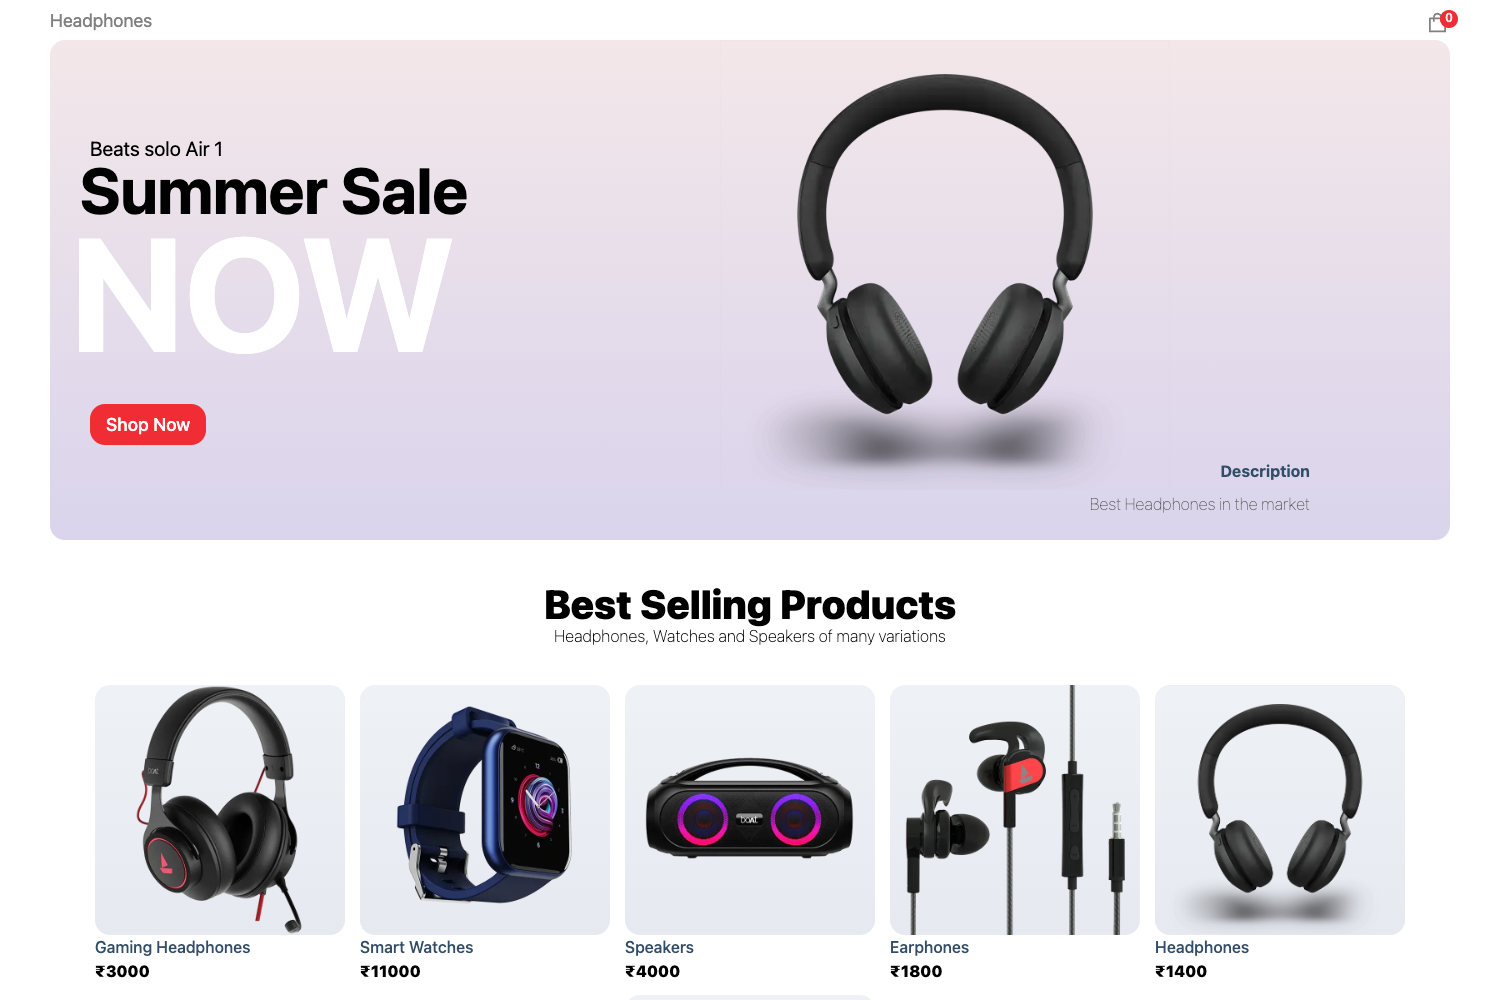 Headphones
0
Beats solo Air 1
Summer Sale
NOW
Shop Now
Description
Best Headphones in the market
Best Selling Products
Headphones, Watches and Speakers of many variations
boAt
Gaming Headphones
₹3000
Smart Watches
₹11000
Speakers
₹4000
Earphones
₹1800
Headphones
₹1400